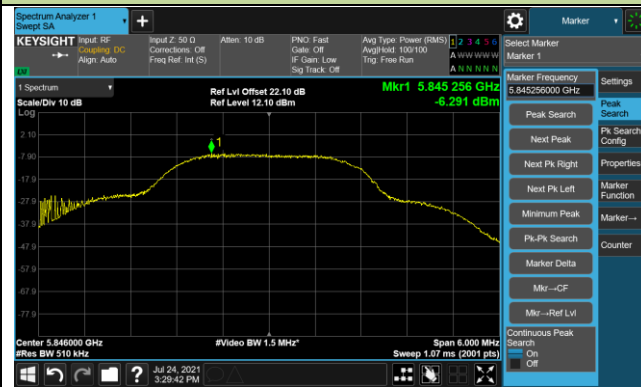 Spectrum Analyzer 1
Swept SA
+
Marker
KEYSIGHT
Input: RF
Coupling: DC
Align: Auto
Input Z: 50 Ω
Corrections: Off
Freq Ref: Int (S)
Atten: 10 dB
PNO: Fast
Gate: Off
IF Gain: Low
Sig Track: Off
Avg Type: Power (RMS)
Avg|Hold: 100/100
Trig: Free Run
1 2 3 4 5 6
A W W W W W
A N N N N N
Select Marker
Marker 1
1 Spectrum
Scale/Div 10 dB
Log
Ref Lvl Offset 22.10 dB
Ref Level 12.10 dBm
Mkr1 5.845 256 GHz
-6.291 dBm
2.10
-7.90
-17.9
-27.9
-37.9
-47.9
-57.9
-67.9
-77.9
1
Center 5.846000 GHz
#Res BW 510 kHz
#Video BW 1.5 MHz*
Span 6.000 MHz
Sweep 1.07 ms (2001 pts)
Marker Frequency
5.845256000 GHz
Peak Search
Next Peak
Next Pk Right
Next Pk Left
Minimum Peak
Pk-Pk Search
Marker Delta
Mkr→CF
Mkr→Ref Lvl
Continuous Peak
Search
On
Off
Settings
Peak
Search
Pk Search
Config
Properties
Marker
Function
Marker→
Counter
?
Jul 24, 2021
3:29:42 PM